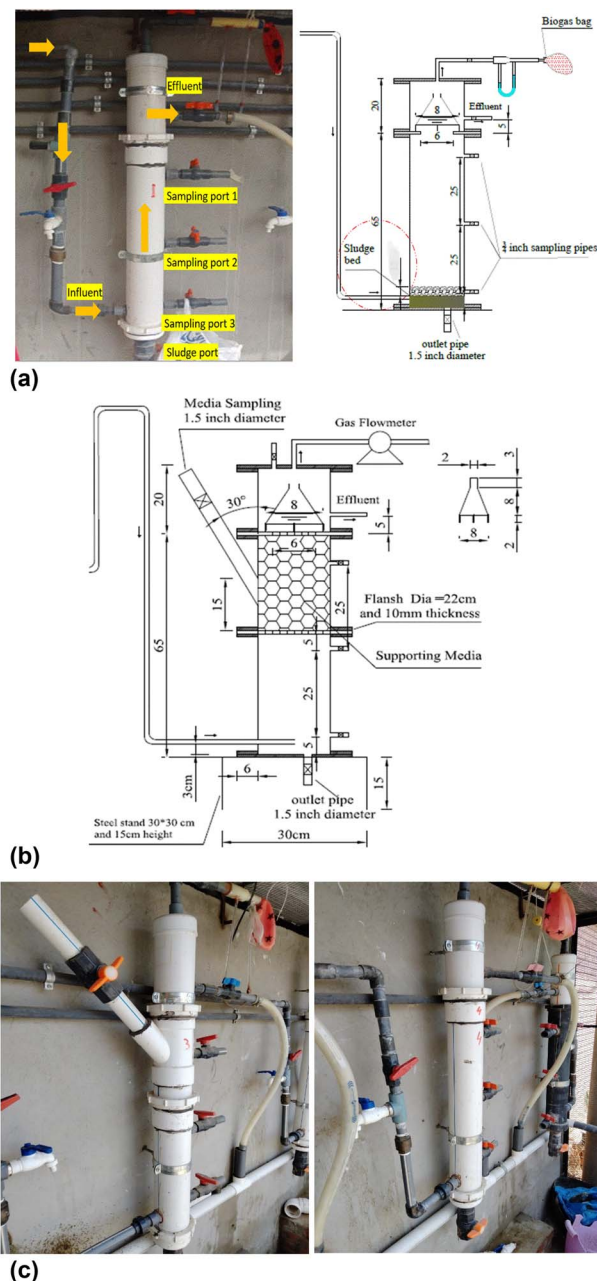 Effluent
Sampling port 1
Sampling port 2
Influent
Sampling port 3
Sludge port
(a)
Biogas bag
Effluent
20
8
6
5
25
65
25
Sludge
bed
¾ inch sampling pipes
outlet pipe
1.5 inch diameter
Media Sampling
1.5 inch diameter
Gas Flowmeter
30°
20
8
Effluent
5
6
2
3
8
8
2
15
25
Flansh Dia =22cm
and 10mm thickness
65
5
Supporting Media
25
5
3cm
6
15
outlet pipe
1.5 inch diameter
Steel stand 30*30 cm
and 15cm height
30cm
(b)
3
4
4
(c)